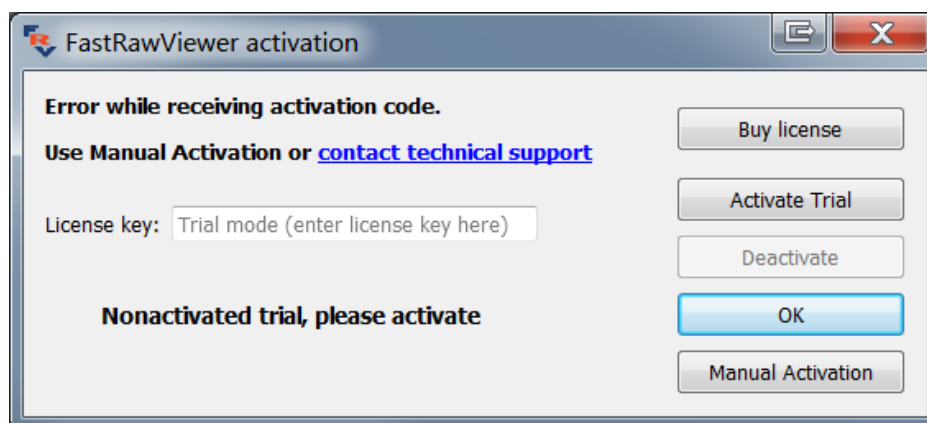 FastRawViewer activation
Error while receiving activation code.
Use Manual Activation or contact technical support
License key: Trial mode (enter license key here)
Nonactivated trial, please activate
Buy license
Activate Trial
Deactivate
OK
Manual Activation